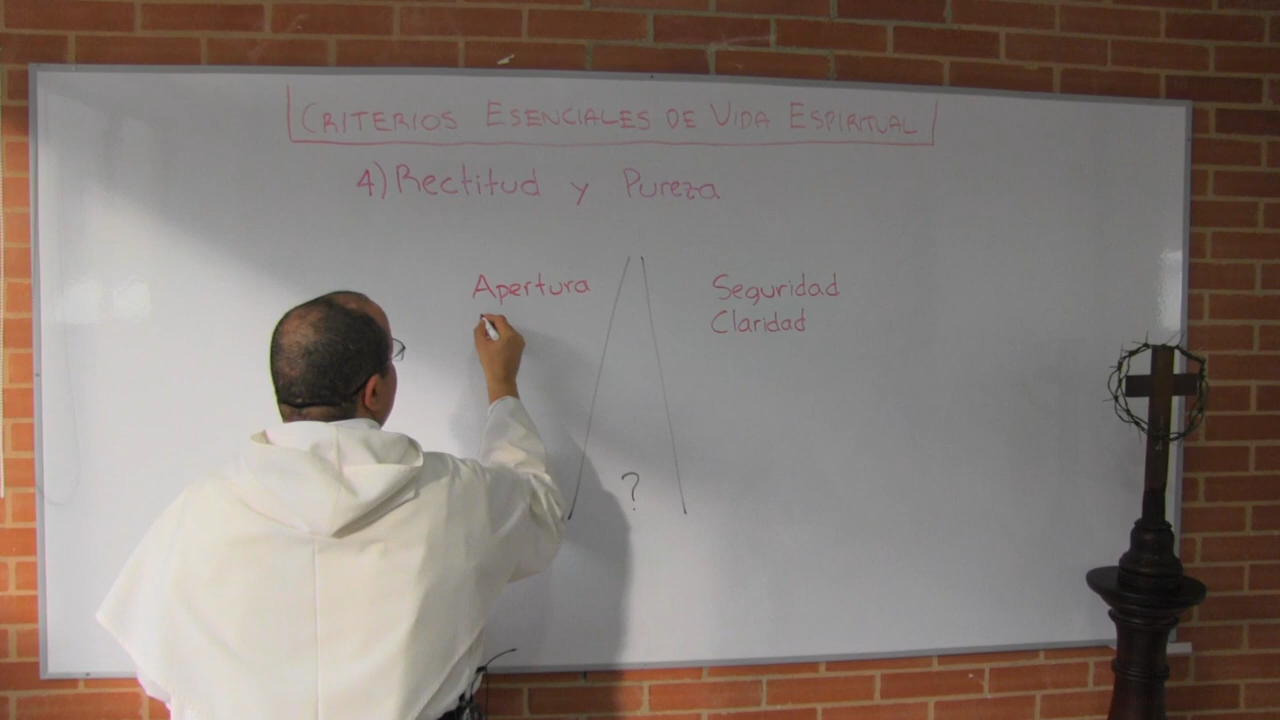 CRITERIOS ESENCIALES DE VIDA ESPIRITUAL
4) Rectitud y Pureza
Apertura
Seguridad
Claridad
?